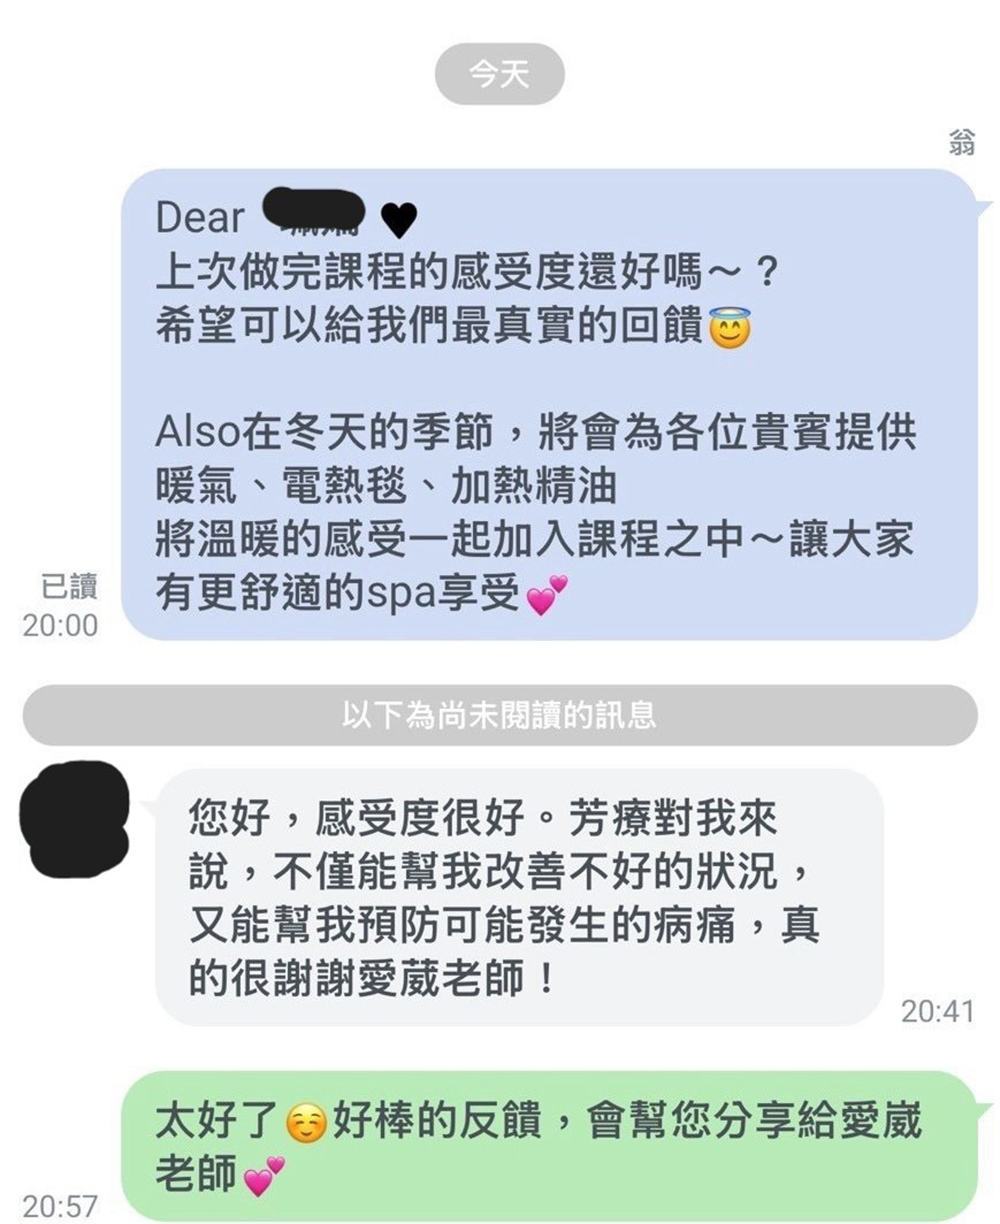 今天
翁
Dear
上次做完課程的感受度還好嗎～？
希望可以給我們最真實的回饋😇
Also在冬天的季節，將會為各位貴賓提供
暖氣、電熱毯、加熱精油
將溫暖的感受一起加入課程之中～讓大家
有更舒適的spa享受💕
已讀
20:00
以下為尚未閱讀的訊息
您好，感受度很好。芳療對我來
說，不僅能幫我改善不好的狀況，
又能幫我預防可能發生的病痛，真
的很謝謝愛葳老師！
20:41
太好了☺️好棒的反饋，會幫您分享給愛崴
老師💕
20:57